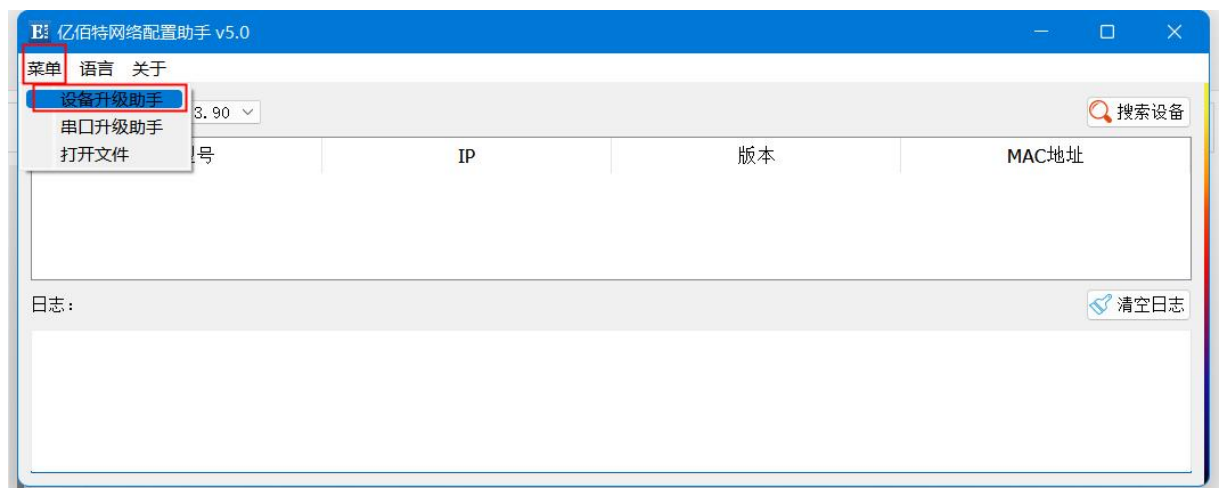 亿佰特网络配置助手 v5.0
菜单 语言 关于
设备升级助手
串口升级助手
打开文件
3.90
搜索设备
号 IP 版本 MAC地址
日志：
清空日志